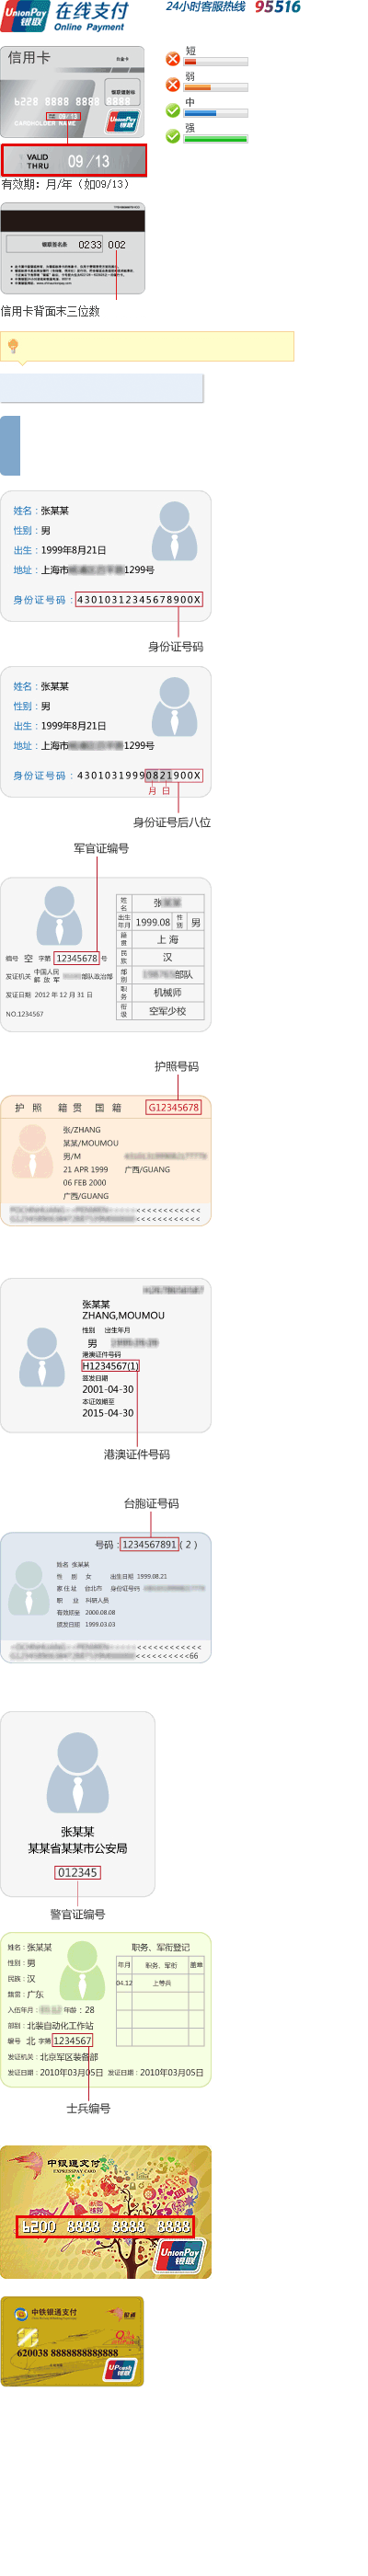 UnionPay 银联 在线支付 Online Payment
24小时客服热线 95516
信用卡
CARDHOLDER NAME
UnionPay 银联
VALID THRU 09/13
有效期：月/年（如09/13）
短
弱
中
强
银联签名条 0233 002
信用卡背面末三位数
姓名：张某某
性别：男
出生：1999年8月21日
地址：上海市 1299号
身份证号码：43010312345678900X
身份证号码
姓名：张某某
性别：男
出生：1999年8月21日
地址：上海市 1299号
身份证号码：43010319990821900X
月 日
身份证号后八位
军官证编号
编号 空 字第 12345678 号
发证机关 中国人民解放军 部队政治部
发证日期 2012 年 12 月 31 日
NO.1234567
姓名 张
出生年月 1999.08 性别 男
籍贯 上 海
民族 汉
部别 部队
职务 机械师
衔级 空军少校
护照号码
护 照 籍 贯 国 籍 G12345678
张/ZHANG
某某/MOUMOU
男/M
21 APR 1999 广西/GUANG
06 FEB 2000
广西/GUANG
<<<<<<<<<<<<
<<<<<<<<<<<<
张某某
ZHANG,MOUMOU
性别 出生年月
男
港澳证件号码
H1234567(1)
签发日期
2001-04-30
本证效期至
2015-04-30
港澳证件号码
台胞证号码
号码：1234567891（2）
姓名 张某某
性 别 女 出生日期 1999.08.21
家住址 台北市 身份证号码
职 业 科研人员
有效期至 2000.08.08
颁发日期 1999.03.03
<<<<<<<<<<<<
<<<<<<<<<<66
张某某
某某省某某市公安局
012345
警官证编号
姓名：张某某
性别：男
民族：汉
籍贯：广东
入伍年月： 年龄：28
部别：北装自动化工作站
编号 北 字第 1234567
发证机关：北京军区装备部
发证日期：2010年03月05日 发证日期：2010年03月05日
职务、军衔登记
年月 职务、军衔 盖章
04.12 上等兵
士兵编号
中银通支付
EXPRESSPAY CARD
6200 8888 8888 8888
UnionPay 银联
中铁银通支付
620038 8888888888888
UPcash 银联